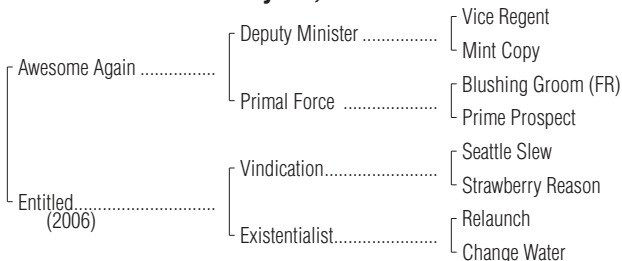 Vice Regent
Deputy Minister ................
Mint Copy
Awesome Again ................
Blushing Groom (FR)
Primal Force ....................
Prime Prospect
Seattle Slew
Vindication........................
Strawberry Reason
Entitled..............................
(2006)
Relaunch
Existentialist......................
Change Water